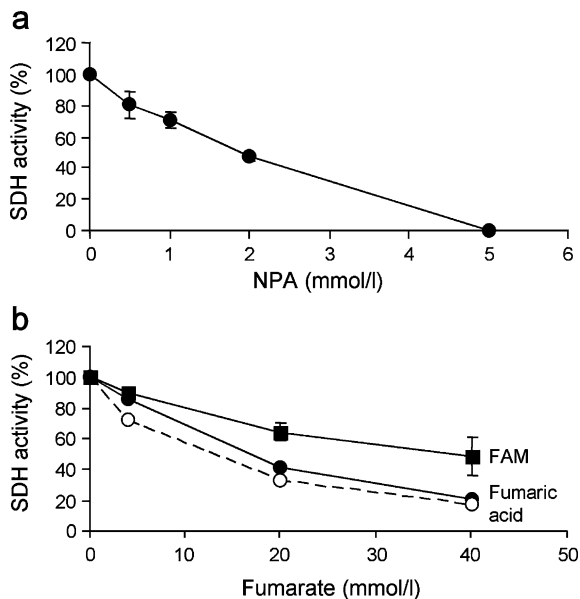 a
SDH activity (%)
120
100
80
60
40
20
0
0 1 2 3 4 5 6
NPA (mmol/l)
b
SDH activity (%)
120
100
80
60
40
20
0
FAM
Fumaric
acid
0 10 20 30 40 50
Fumarate (mmol/l)